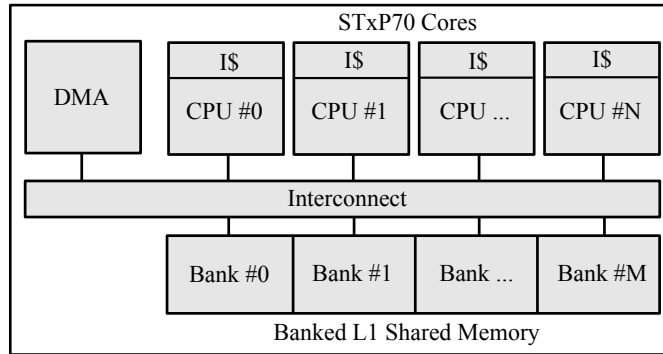 STxP70 Cores
DMA
I$ I$ I$ I$
CPU #0 CPU #1 CPU ... CPU #N
Interconnect
Bank #0 Bank #1 Bank ... Bank #M
Banked L1 Shared Memory